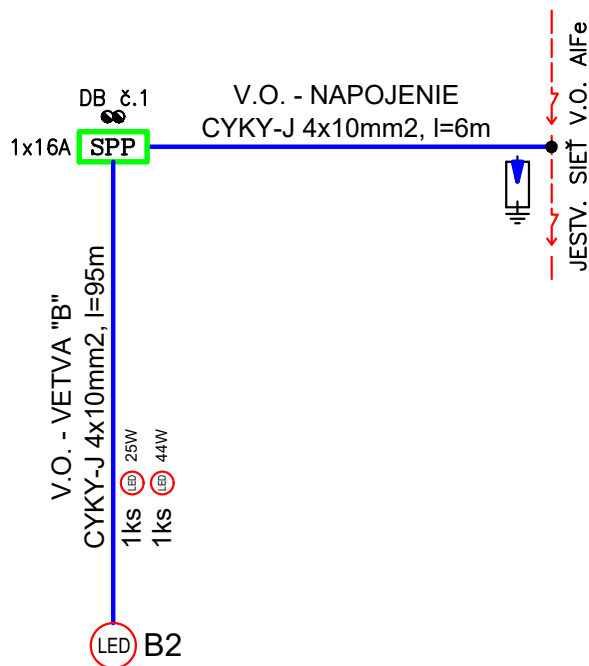 DB č.1
1x16A
SPP
V.O. - NAPOJENIE
CYKY-J 4x10mm2, l=6m
JESTV. SIEŤ V.O. AlFe
V.O. - VETVA "B"
CYKY-J 4x10mm2, l=95m
1ks LED 25W
1ks LED 44W
LED B2